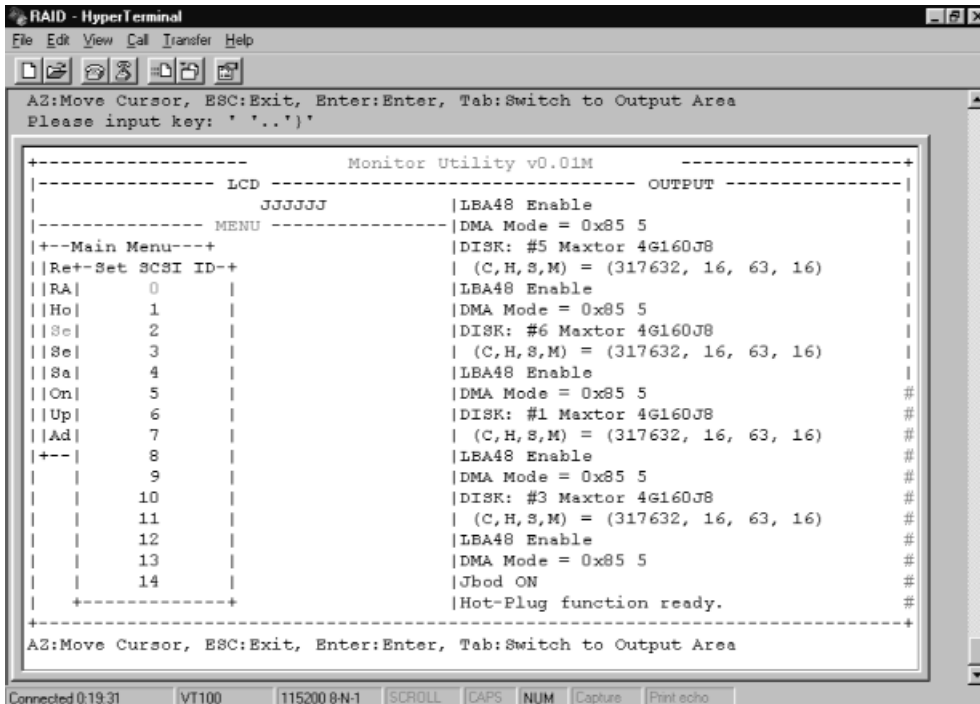 RAID - HyperTerminal
File Edit View Call Transfer Help
AZ:Move Cursor, ESC:Exit, Enter:Enter, Tab:Switch to Output Area
Please input key: ' '..'}'
+------------------- Monitor Utility v0.01M --------------------+
|---------------- LCD --------------------------------- OUTPUT ----------------|
| JJJJJJ |LBA48 Enable |
|--------------- MENU ----------------|DMA Mode = 0x85 5 |
|+--Main Menu---+ |DISK: #5 Maxtor 4G160J8 |
||Re+-Set SCSI ID-+ | (C,H,S,M) = (317632, 16, 63, 16) |
||RA| 0 | |LBA48 Enable |
||Ho| 1 | |DMA Mode = 0x85 5 |
||Se| 2 | |DISK: #6 Maxtor 4G160J8 |
||Se| 3 | | (C,H,S,M) = (317632, 16, 63, 16) |
||Sa| 4 | |LBA48 Enable |
||On| 5 | |DMA Mode = 0x85 5 #
||Up| 6 | |DISK: #1 Maxtor 4G160J8 #
||Ad| 7 | | (C,H,S,M) = (317632, 16, 63, 16) #
|+--| 8 | |LBA48 Enable #
| | 9 | |DMA Mode = 0x85 5 #
| | 10 | |DISK: #3 Maxtor 4G160J8 #
| | 11 | | (C,H,S,M) = (317632, 16, 63, 16) #
| | 12 | |LBA48 Enable #
| | 13 | |DMA Mode = 0x85 5 #
| | 14 | |Jbod ON #
| +--------------+ |Hot-Plug function ready. #
+------------------------------------------------------------------------------+
AZ:Move Cursor, ESC:Exit, Enter:Enter, Tab:Switch to Output Area
Connected 0:19:31 VT100 115200 8-N-1 SCROLL CAPS NUM Capture Print echo